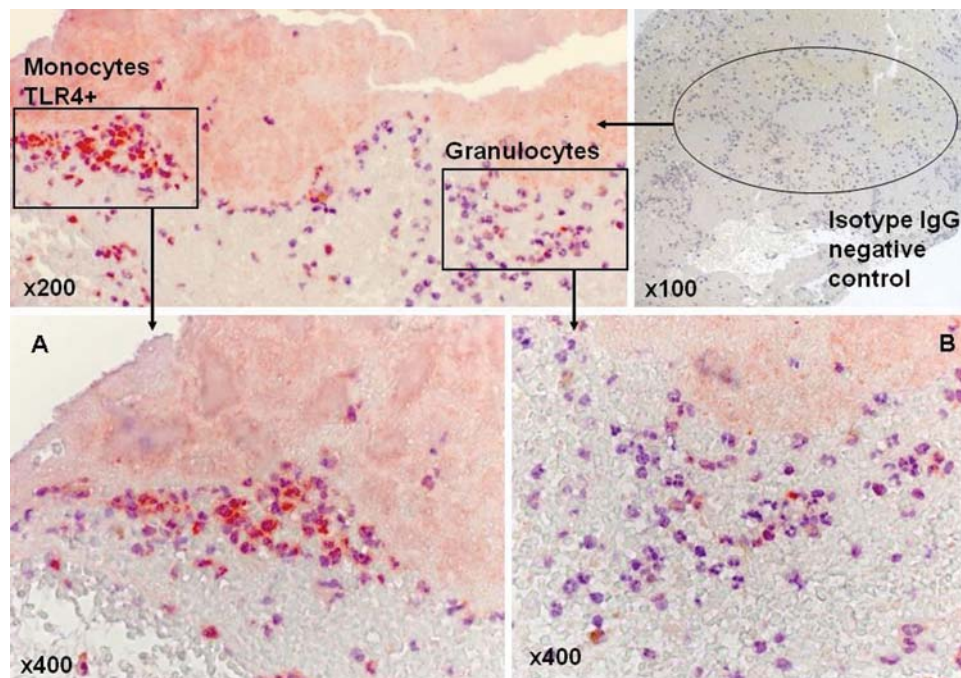 Monocytes
TLR4+
Granulocytes
x200
Isotype IgG
negative
control
x100
A
x400
B
x400